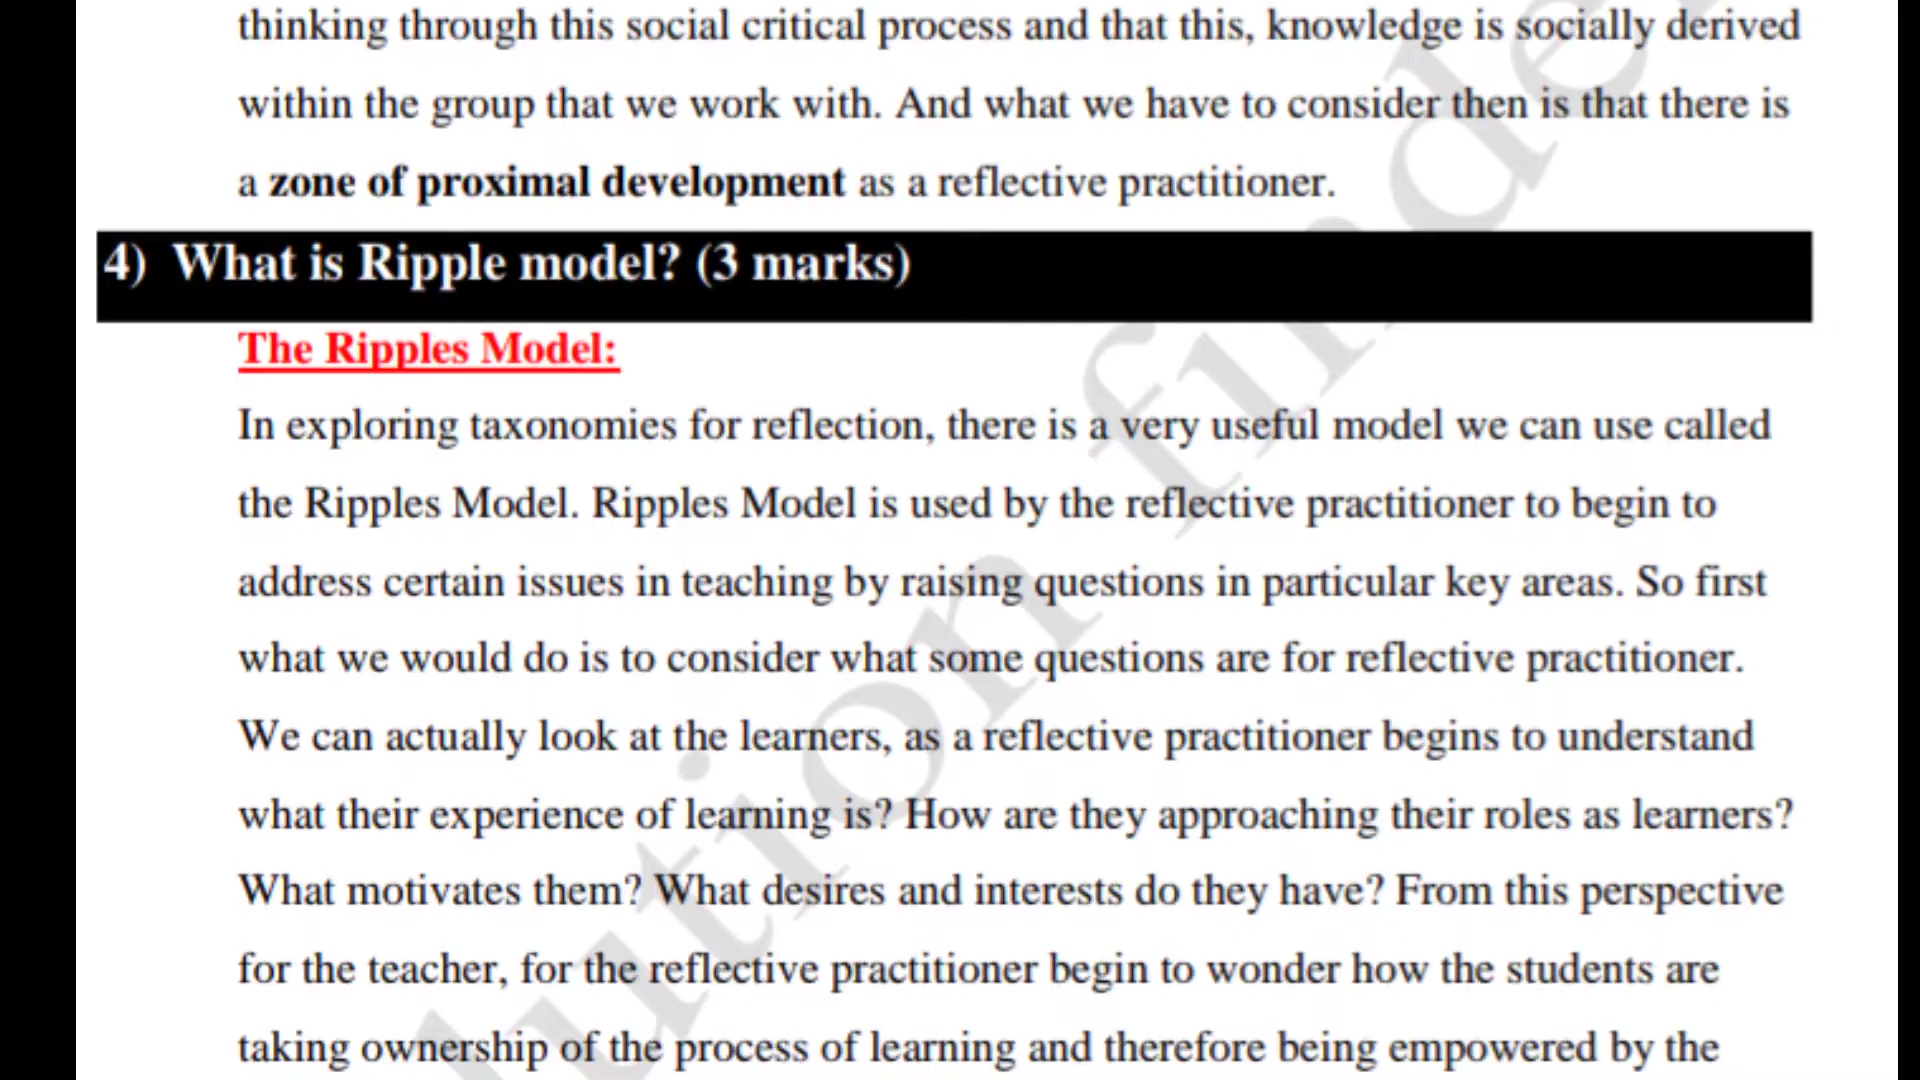 thinking through this social critical process and that this, knowledge is socially derived
within the group that we work with. And what we have to consider then is that there is
a zone of proximal development as a reflective practitioner.
4) What is Ripple model? (3 marks)
The Ripples Model:
In exploring taxonomies for reflection, there is a very useful model we can use called
the Ripples Model. Ripples Model is used by the reflective practitioner to begin to
address certain issues in teaching by raising questions in particular key areas. So first
what we would do is to consider what some questions are for reflective practitioner.
We can actually look at the learners, as a reflective practitioner begins to understand
what their experience of learning is? How are they approaching their roles as learners?
What motivates them? What desires and interests do they have? From this perspective
for the teacher, for the reflective practitioner begin to wonder how the students are
taking ownership of the process of learning and therefore being empowered by the